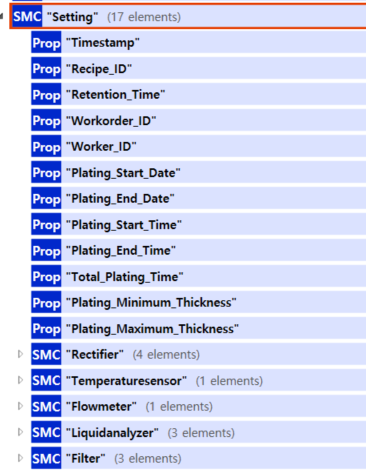 SMC "Setting" (17 elements)
Prop "Timestamp"
Prop "Recipe_ID"
Prop "Retention_Time"
Prop "Workorder_ID"
Prop "Worker_ID"
Prop "Plating_Start_Date"
Prop "Plating_End_Date"
Prop "Plating_Start_Time"
Prop "Plating_End_Time"
Prop "Total_Plating_Time"
Prop "Plating_Minimum_Thickness"
Prop "Plating_Maximum_Thickness"
SMC "Rectifier" (4 elements)
SMC "Temperaturesensor" (1 elements)
SMC "Flowmeter" (1 elements)
SMC "Liquidanalyzer" (3 elements)
SMC "Filter" (3 elements)